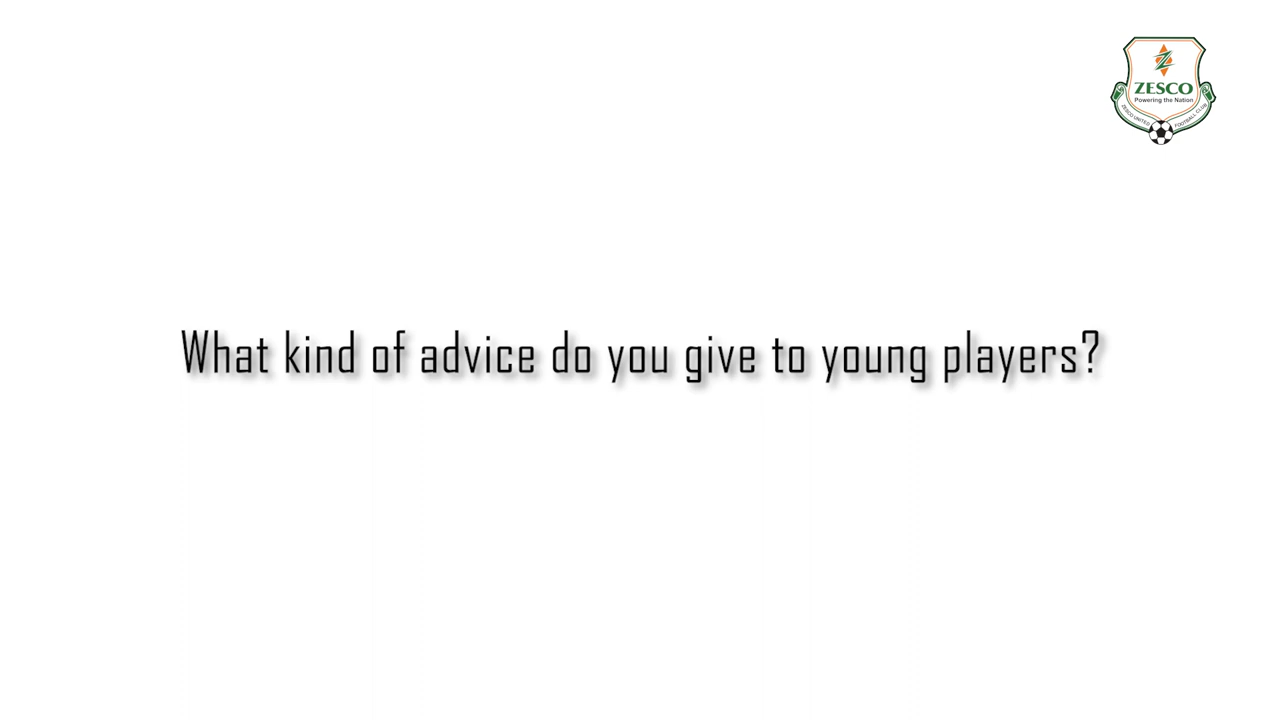 ZESCO
Powering the Nation
ZESCO UNITED FOOTBALL CLUB
What kind of advice do you give to young players?